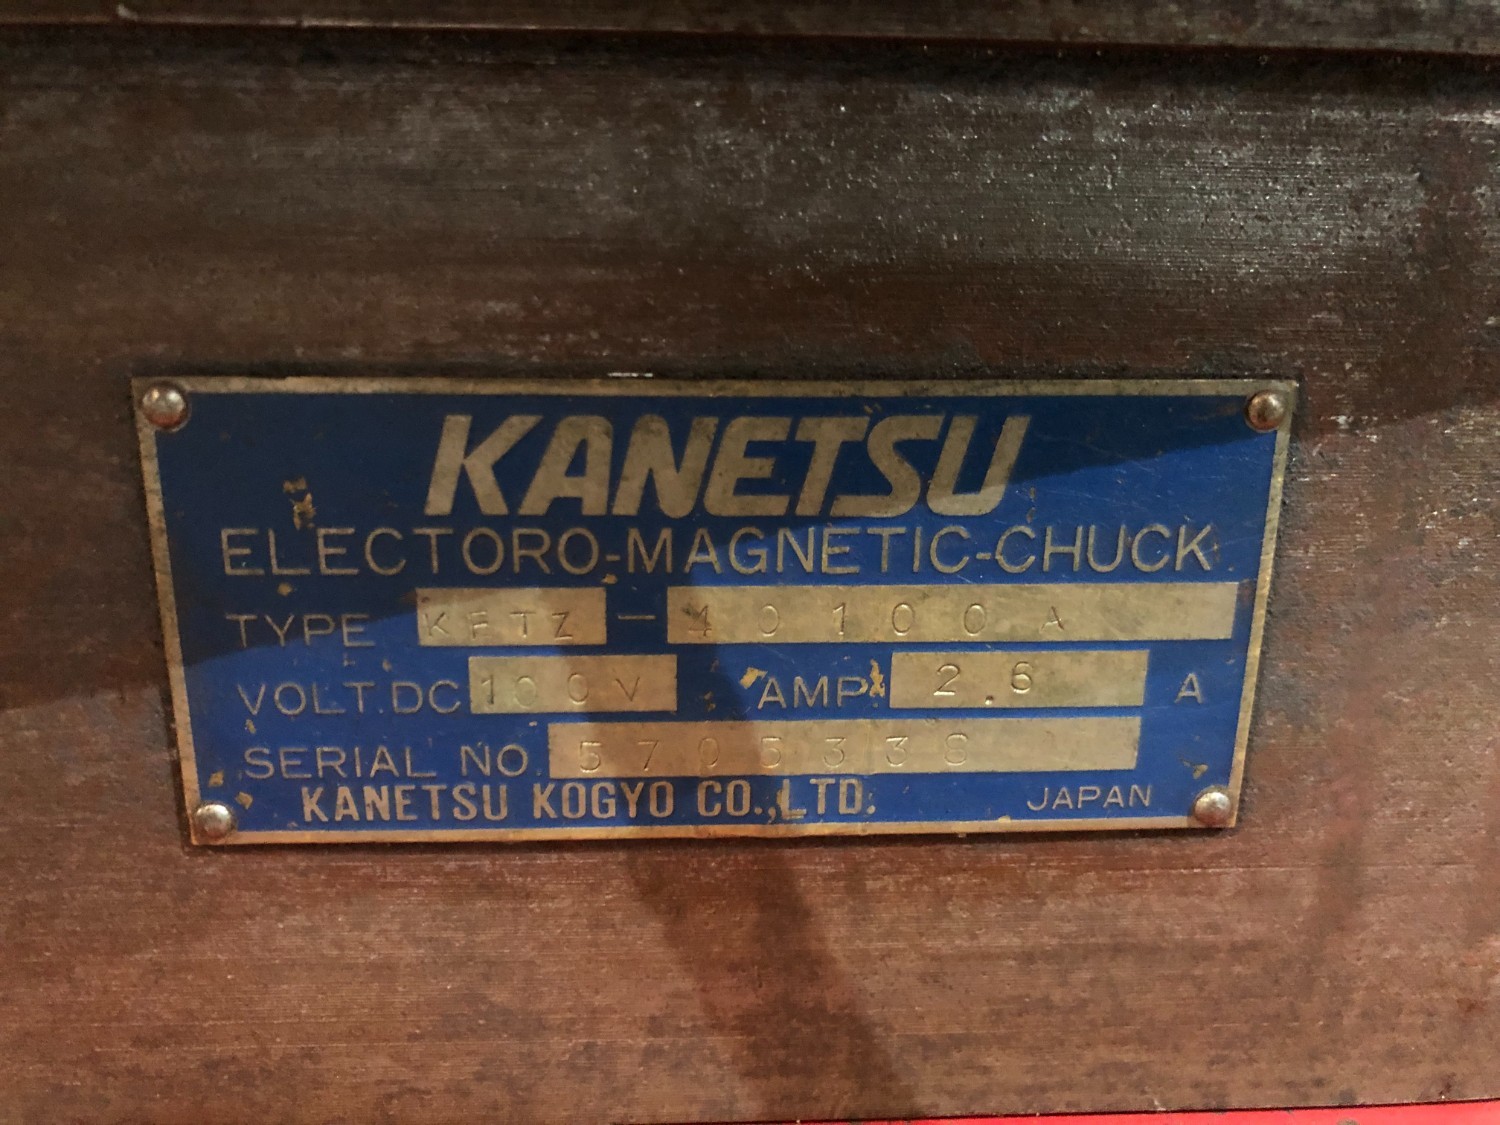 KANETSU
ELECTORO-MAGNETIC-CHUCK
TYPE KFTZ - 40100A
VOLT.DC 100V AMP. 2.6 A
SERIAL NO. 5705338
KANETSU KOGYO CO.,LTD. JAPAN